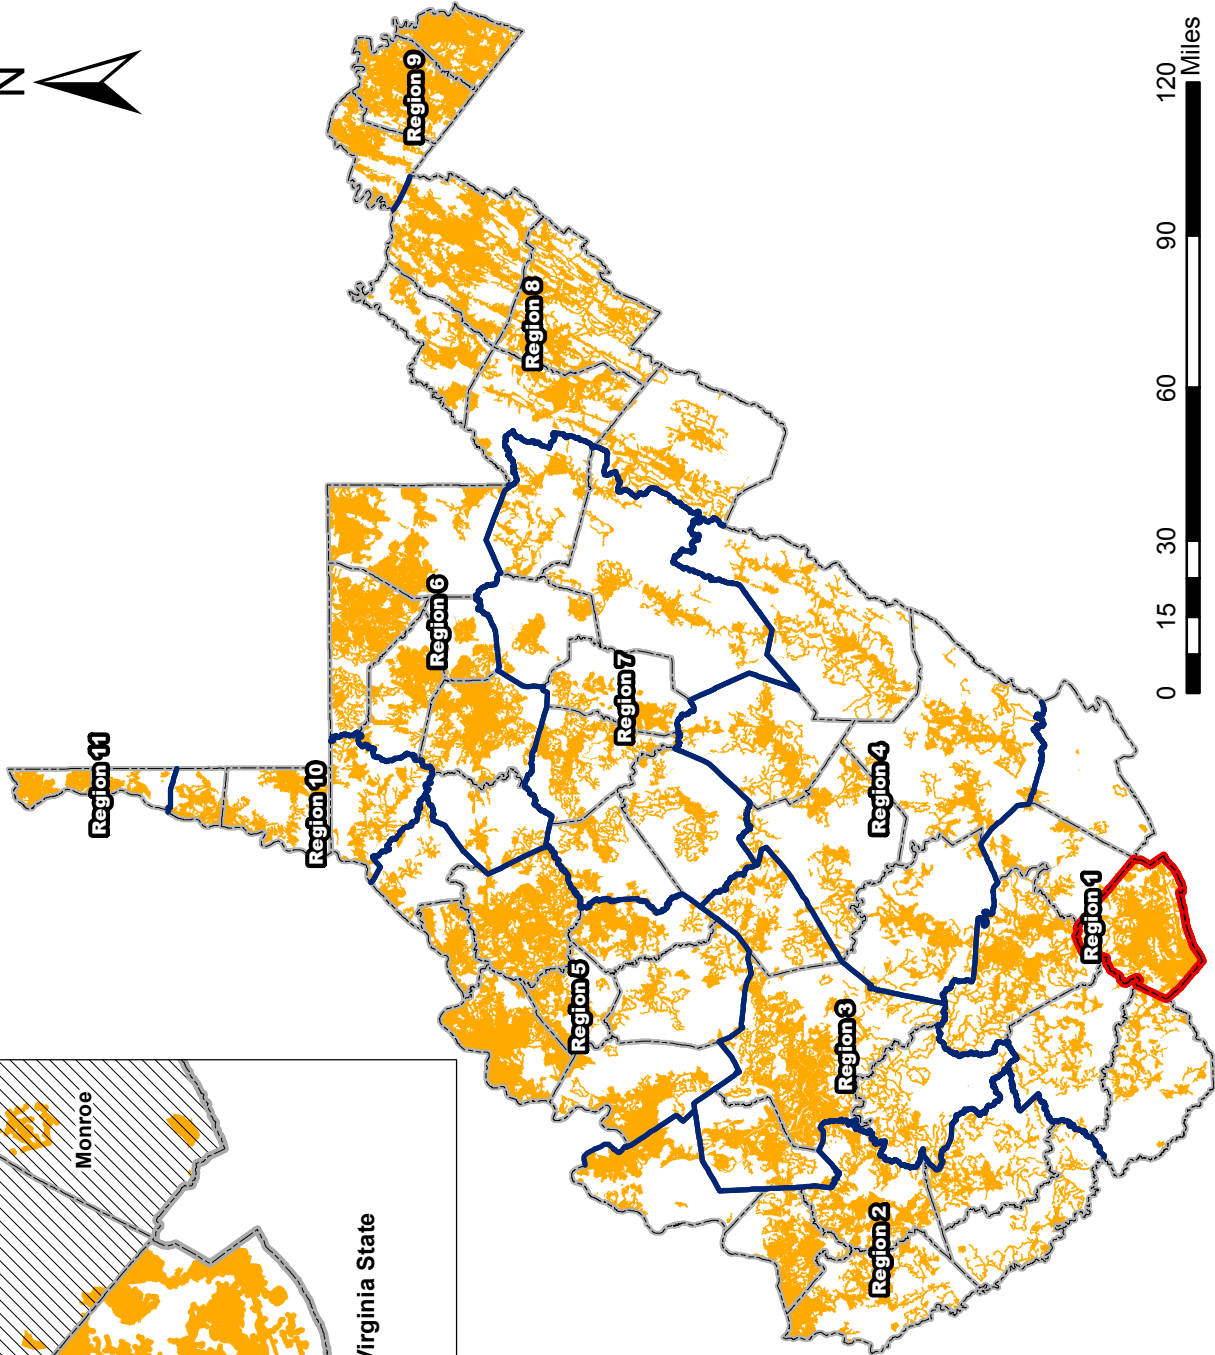 N
Region 9
Region 8
Region 11
Region 10
Region 6
Region 7
Region 5
Region 4
Region 3
Region 1
Region 2
Monroe
Virginia State
0 15 30 60 90 120
Miles